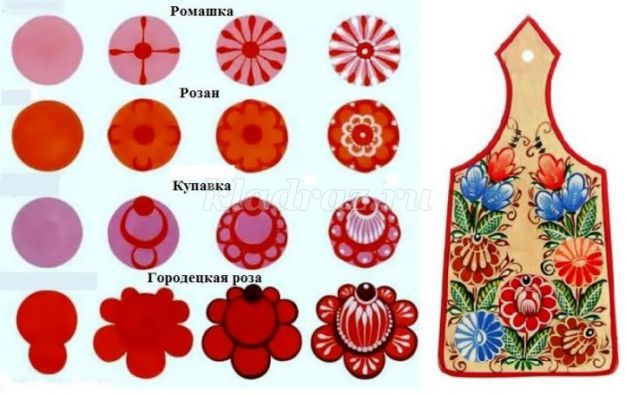 Ромашка
Розан
Купавка
kladraz.ru
Городецкая роза